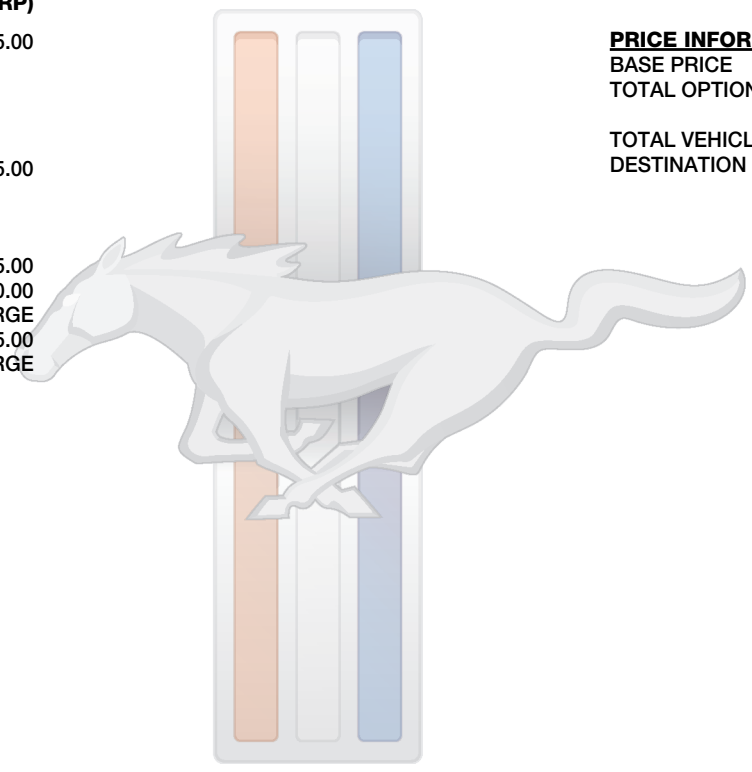 RP)
5.00
5.00
5.00
0.00
RGE
5.00
RGE
PRICE INFOR
BASE PRICE
TOTAL OPTION
TOTAL VEHICL
DESTINATION